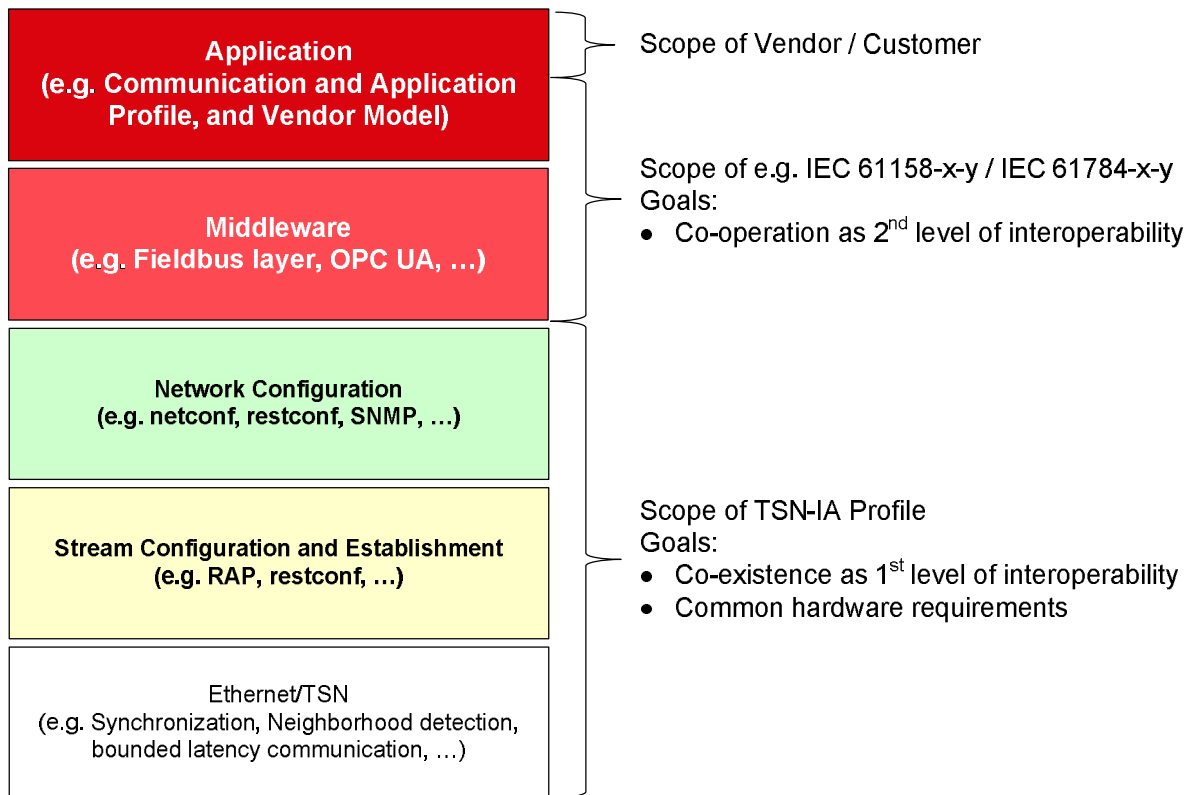 Application
(e.g. Communication and Application
Profile, and Vendor Model)
Scope of Vendor / Customer
Middleware
(e.g. Fieldbus layer, OPC UA, …)
Scope of e.g. IEC 61158-x-y / IEC 61784-x-y
Goals:
• Co-operation as 2nd level of interoperability
Network Configuration
(e.g. netconf, restconf, SNMP, …)
Stream Configuration and Establishment
(e.g. RAP, restconf, …)
Ethernet/TSN
(e.g. Synchronization, Neighborhood detection,
bounded latency communication, …)
Scope of TSN-IA Profile
Goals:
• Co-existence as 1st level of interoperability
• Common hardware requirements